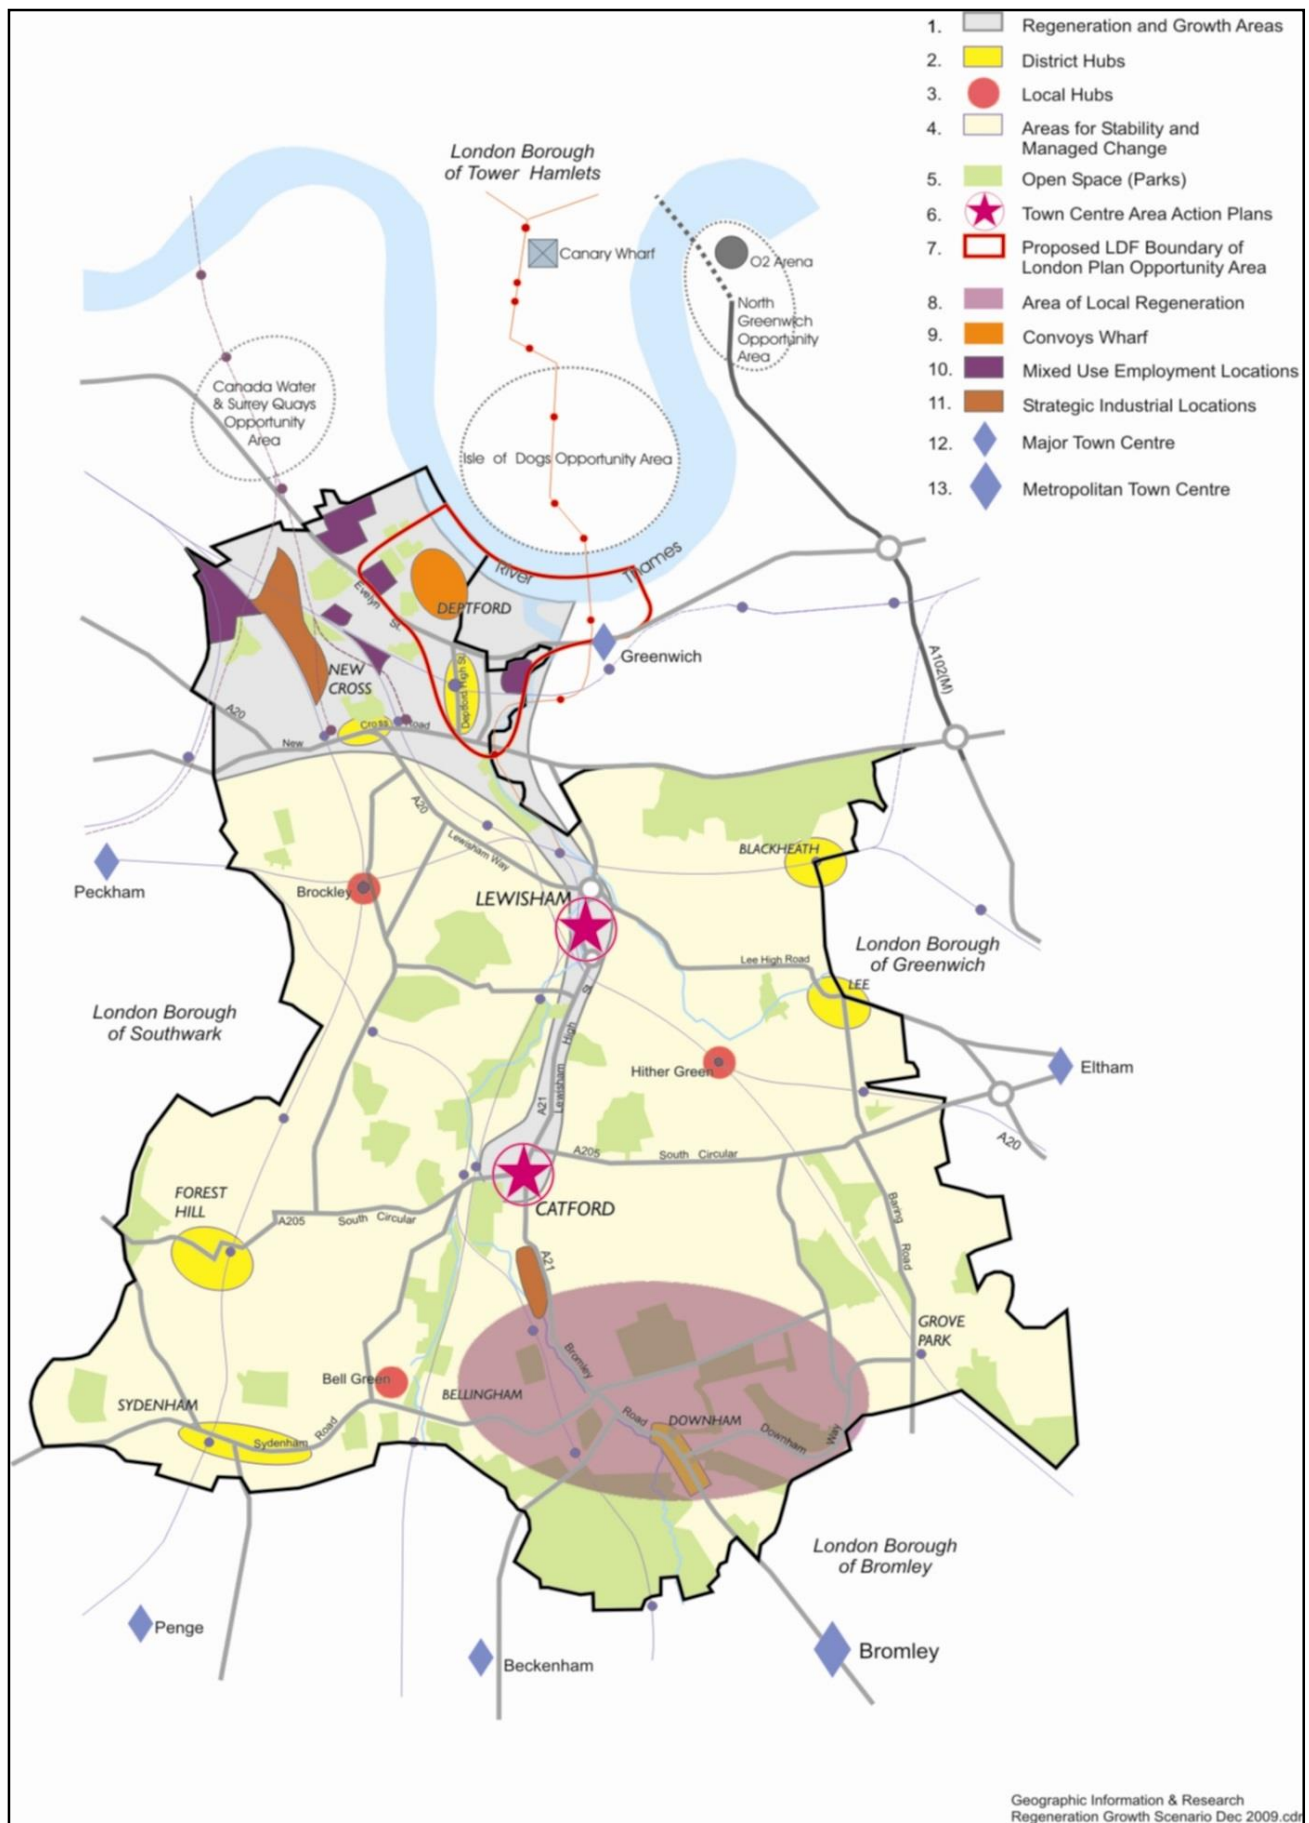 1. Regeneration and Growth Areas
2. District Hubs
3. Local Hubs
4. Areas for Stability and
Managed Change
5. Open Space (Parks)
6. Town Centre Area Action Plans
7. Proposed LDF Boundary of
London Plan Opportunity Area
8. Area of Local Regeneration
9. Convoys Wharf
10. Mixed Use Employment Locations
11. Strategic Industrial Locations
12. Major Town Centre
13. Metropolitan Town Centre
London Borough
of Tower Hamlets
Canary Wharf
O2 Arena
North
Greenwich
Opportunity
Area
Canada Water
& Surrey Quays
Opportunity
Area
Isle of Dogs Opportunity Area
River
Thames
Evelyn
St.
DEPTFORD
Greenwich
A102(M)
NEW
CROSS
Deptford High St.
A20
New
Cross
Road
A20
Lewisham Way
BLACKHEATH
Peckham
Brockley
LEWISHAM
Lee High Road
London Borough
of Greenwich
LEE
St
High
Lewisham
A21
London Borough
of Southwark
Hither Green
Eltham
A20
A205
South Circular
FOREST
HILL
A205
South Circular
CATFORD
A21
Baring
Road
GROVE
PARK
Bromley
Road
Bell Green
BELLINGHAM
SYDENHAM
Sydenham
Road
DOWNHAM
Downham
Way
London Borough
of Bromley
Penge
Beckenham
Bromley
Geographic Information & Research
Regeneration Growth Scenario Dec 2009.cdr